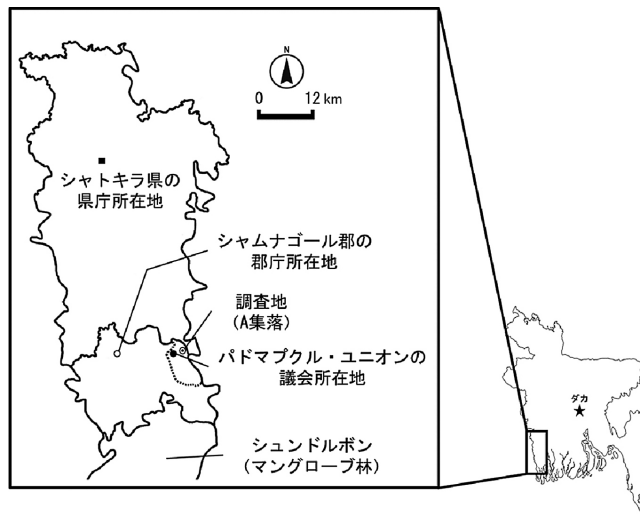 N
0 12 km
シャトキラ県の
県庁所在地
シャムナゴール郡の
郡庁所在地
調査地
(A集落)
パドマプクル・ユニオンの
議会所在地
シュンドルボン
(マングローブ林)
ダカ